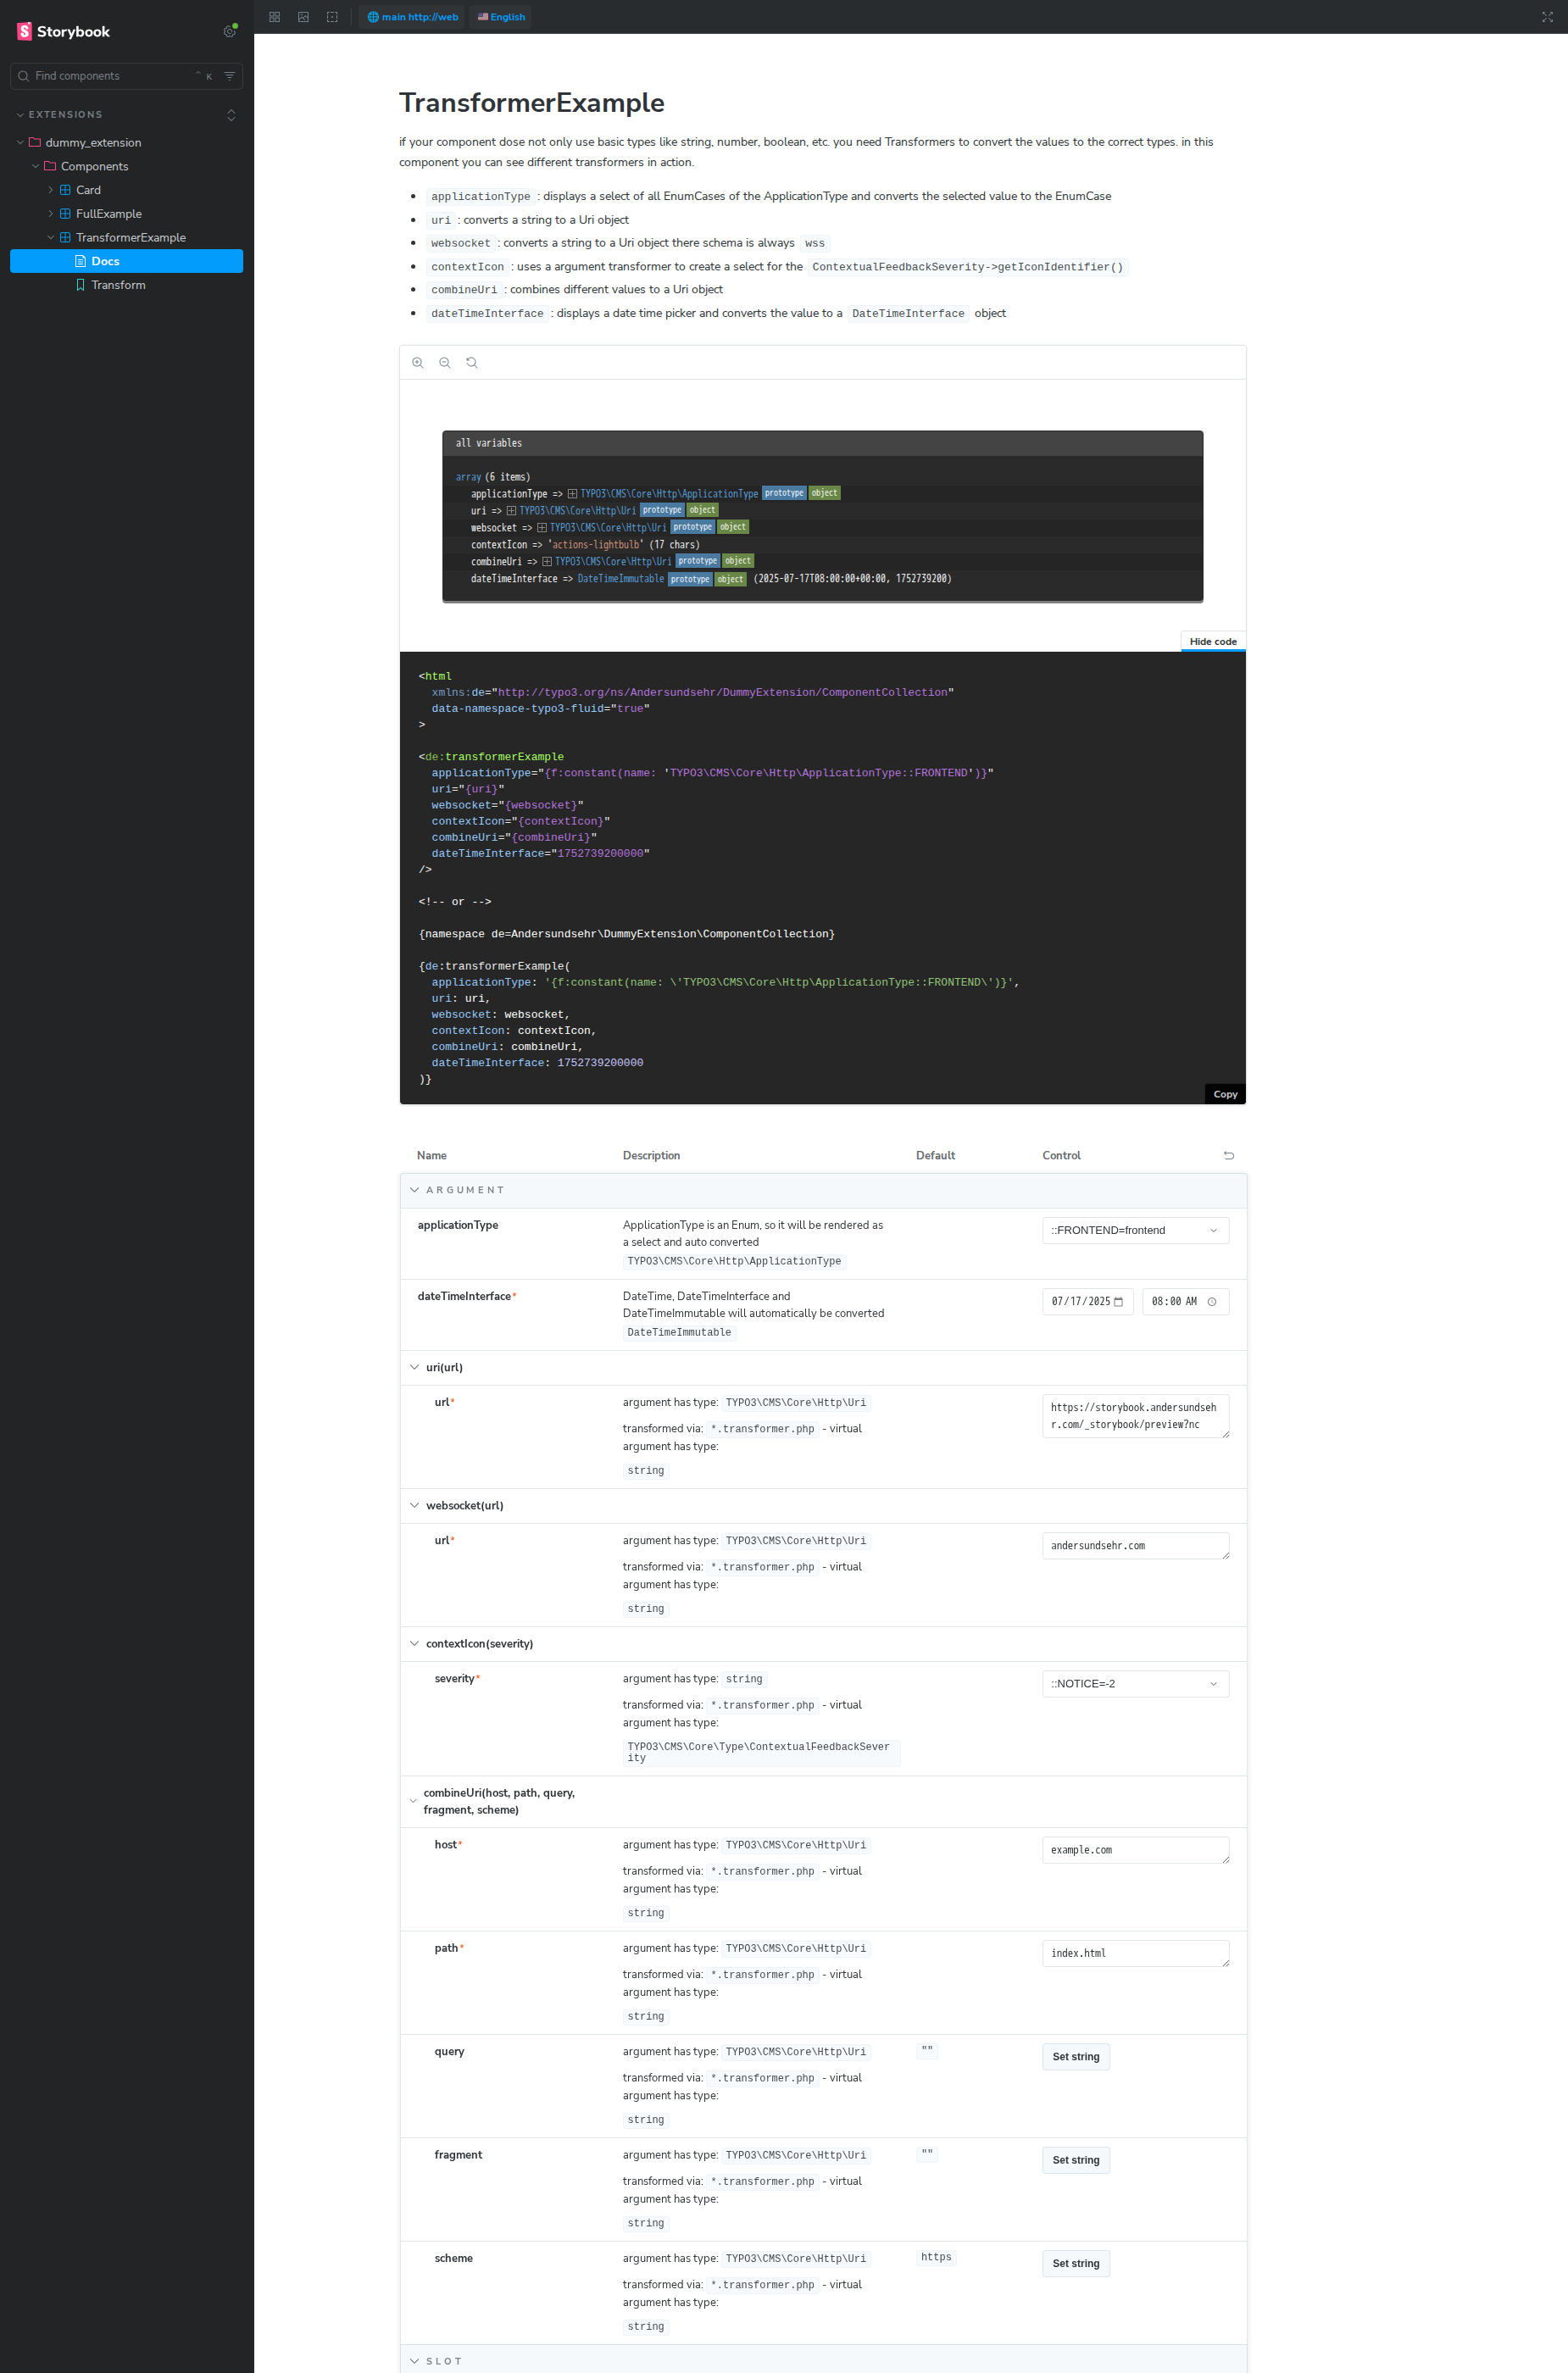 Storybook
Find components
⌃ K
EXTENSIONS
dummy_extension
Components
Card
FullExample
TransformerExample
Docs
Transform
main http://web
English
TransformerExample
if your component dose not only use basic types like string, number, boolean, etc. you need Transformers to convert the values to the correct types. in this
component you can see different transformers in action.
• applicationType : displays a select of all EnumCases of the ApplicationType and converts the selected value to the EnumCase
• uri : converts a string to a Uri object
• websocket : converts a string to a Uri object there schema is always wss
• contextIcon : uses a argument transformer to create a select for the ContextualFeedbackSeverity->getIconIdentifier()
• combineUri : combines different values to a Uri object
• dateTimeInterface : displays a date time picker and converts the value to a DateTimeInterface object
all variables
array (6 items)
applicationType => TYPO3\CMS\Core\Http\ApplicationType prototype object
uri => TYPO3\CMS\Core\Http\Uri prototype object
websocket => TYPO3\CMS\Core\Http\Uri prototype object
contextIcon => 'actions-lightbulb' (17 chars)
combineUri => TYPO3\CMS\Core\Http\Uri prototype object
dateTimeInterface => DateTimeImmutable prototype object (2025-07-17T08:00:00+00:00, 1752739200)
Hide code
<html
xmlns:de="http://typo3.org/ns/Andersundsehr/DummyExtension/ComponentCollection"
data-namespace-typo3-fluid="true"
>
<de:transformerExample
applicationType="{f:constant(name: 'TYPO3\CMS\Core\Http\ApplicationType::FRONTEND')}"
uri="{uri}"
websocket="{websocket}"
contextIcon="{contextIcon}"
combineUri="{combineUri}"
dateTimeInterface="1752739200000"
/>
<!-- or -->
{namespace de=Andersundsehr\DummyExtension\ComponentCollection}
{de:transformerExample(
applicationType: '{f:constant(name: \'TYPO3\CMS\Core\Http\ApplicationType::FRONTEND\')}',
uri: uri,
websocket: websocket,
contextIcon: contextIcon,
combineUri: combineUri,
dateTimeInterface: 1752739200000
)}
Copy
Name Description Default Control
ARGUMENT
applicationType
ApplicationType is an Enum, so it will be rendered as
a select and auto converted
TYPO3\CMS\Core\Http\ApplicationType
::FRONTEND=frontend
dateTimeInterface*
DateTime, DateTimeInterface and
DateTimeImmutable will automatically be converted
DateTimeImmutable
07/17/2025 08:00 AM
uri(url)
url*
argument has type: TYPO3\CMS\Core\Http\Uri
transformed via: *.transformer.php - virtual
argument has type:
string
https://storybook.andersundseh
r.com/_storybook/preview?nc
websocket(url)
url*
argument has type: TYPO3\CMS\Core\Http\Uri
transformed via: *.transformer.php - virtual
argument has type:
string
andersundsehr.com
contextIcon(severity)
severity*
argument has type: string
transformed via: *.transformer.php - virtual
argument has type:
TYPO3\CMS\Core\Type\ContextualFeedbackSever
ity
::NOTICE=-2
combineUri(host, path, query,
fragment, scheme)
host*
argument has type: TYPO3\CMS\Core\Http\Uri
transformed via: *.transformer.php - virtual
argument has type:
string
example.com
path*
argument has type: TYPO3\CMS\Core\Http\Uri
transformed via: *.transformer.php - virtual
argument has type:
string
index.html
query
argument has type: TYPO3\CMS\Core\Http\Uri
transformed via: *.transformer.php - virtual
argument has type:
string
""
Set string
fragment
argument has type: TYPO3\CMS\Core\Http\Uri
transformed via: *.transformer.php - virtual
argument has type:
string
""
Set string
scheme
argument has type: TYPO3\CMS\Core\Http\Uri
transformed via: *.transformer.php - virtual
argument has type:
string
https
Set string
SLOT